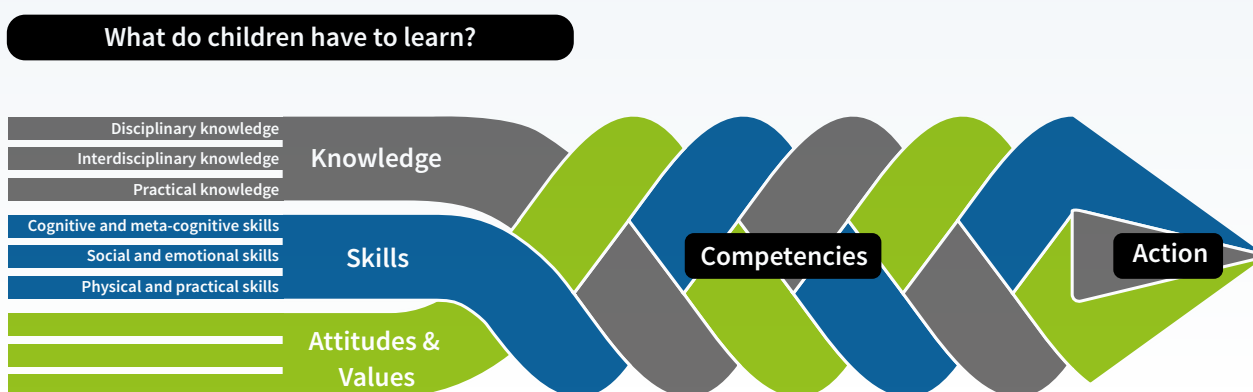 What do children have to learn?
Disciplinary knowledge
Interdisciplinary knowledge
Practical knowledge
Knowledge
Cognitive and meta-cognitive skills
Social and emotional skills
Physical and practical skills
Skills
Attitudes &
Values
Competencies
Action